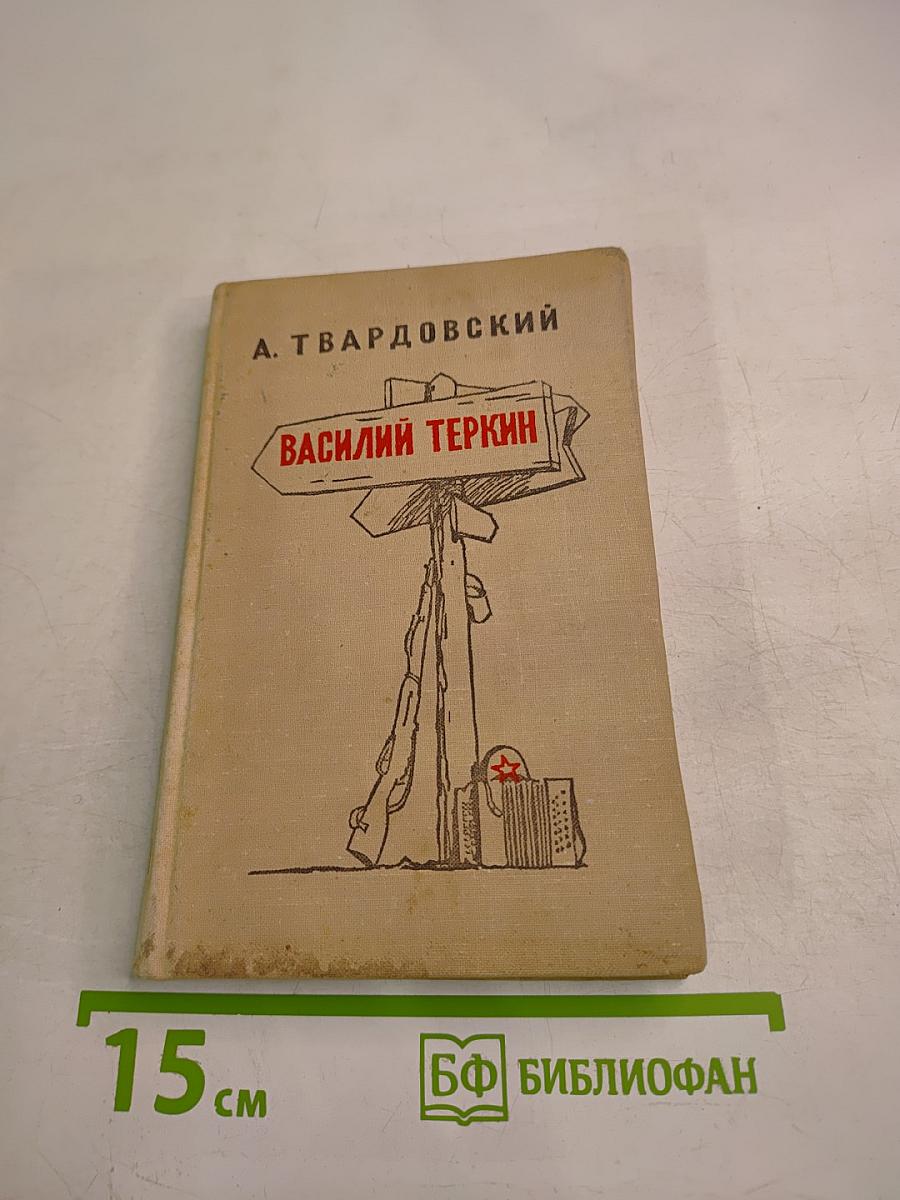 А. ТВАРДОВСКИЙ
ВАСИЛИЙ ТЕРКИН
15 см
БФ БИБЛИОФАН